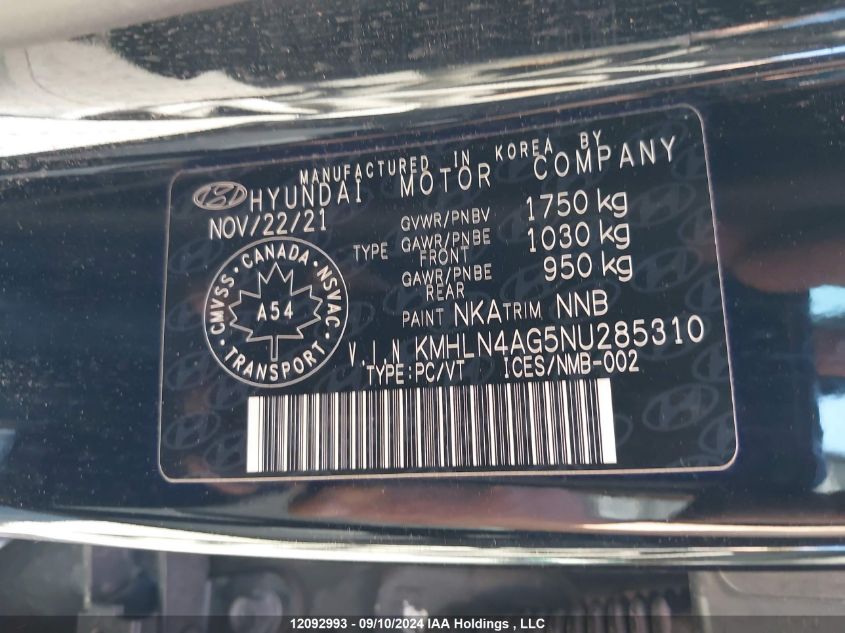 MANUFACTURED IN KOREA BY
HYUNDAI MOTOR COMPANY
NOV/22/21
GVWR/PNBV 1750 kg
TYPE GAWR/PNBE FRONT 1030 kg
GAWR/PNBE REAR 950 kg
PAINT NKA TRIM NNB
CMVSS · CANADA · NSVAC · TRANSPORT ·
A54
V.I.N KMHLN4AG5NU285310
TYPE:PC/VT ICES/NMB-002
12092993 - 09/10/2024 IAA Holdings , LLC